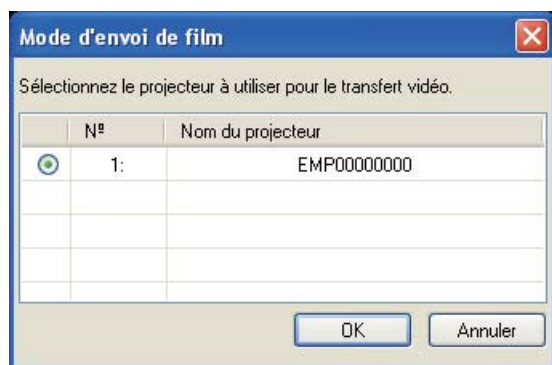 Mode d'envoi de film
Sélectionnez le projecteur à utiliser pour le transfert vidéo.
Nº Nom du projecteur
1: EMP00000000
OK Annuler